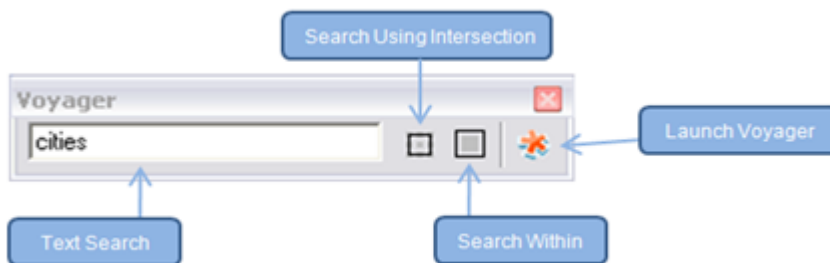 Search Using Intersection
Voyager
cities
Launch Voyager
Text Search
Search Within